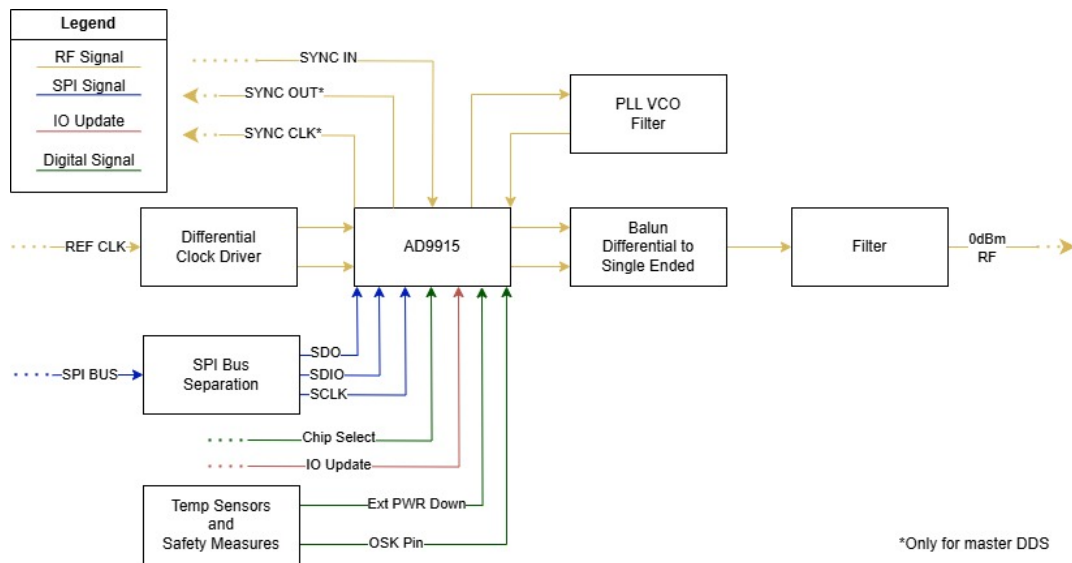 Legend
RF Signal
SPI Signal
IO Update
Digital Signal
SYNC IN
SYNC OUT*
SYNC CLK*
PLL VCO
Filter
REF CLK
Differential
Clock Driver
AD9915
Balun
Differential to
Single Ended
Filter
0dBm
RF
SPI BUS
SPI Bus
Separation
SDO
SDIO
SCLK
Chip Select
IO Update
Temp Sensors
and
Safety Measures
Ext PWR Down
OSK Pin
*Only for master DDS